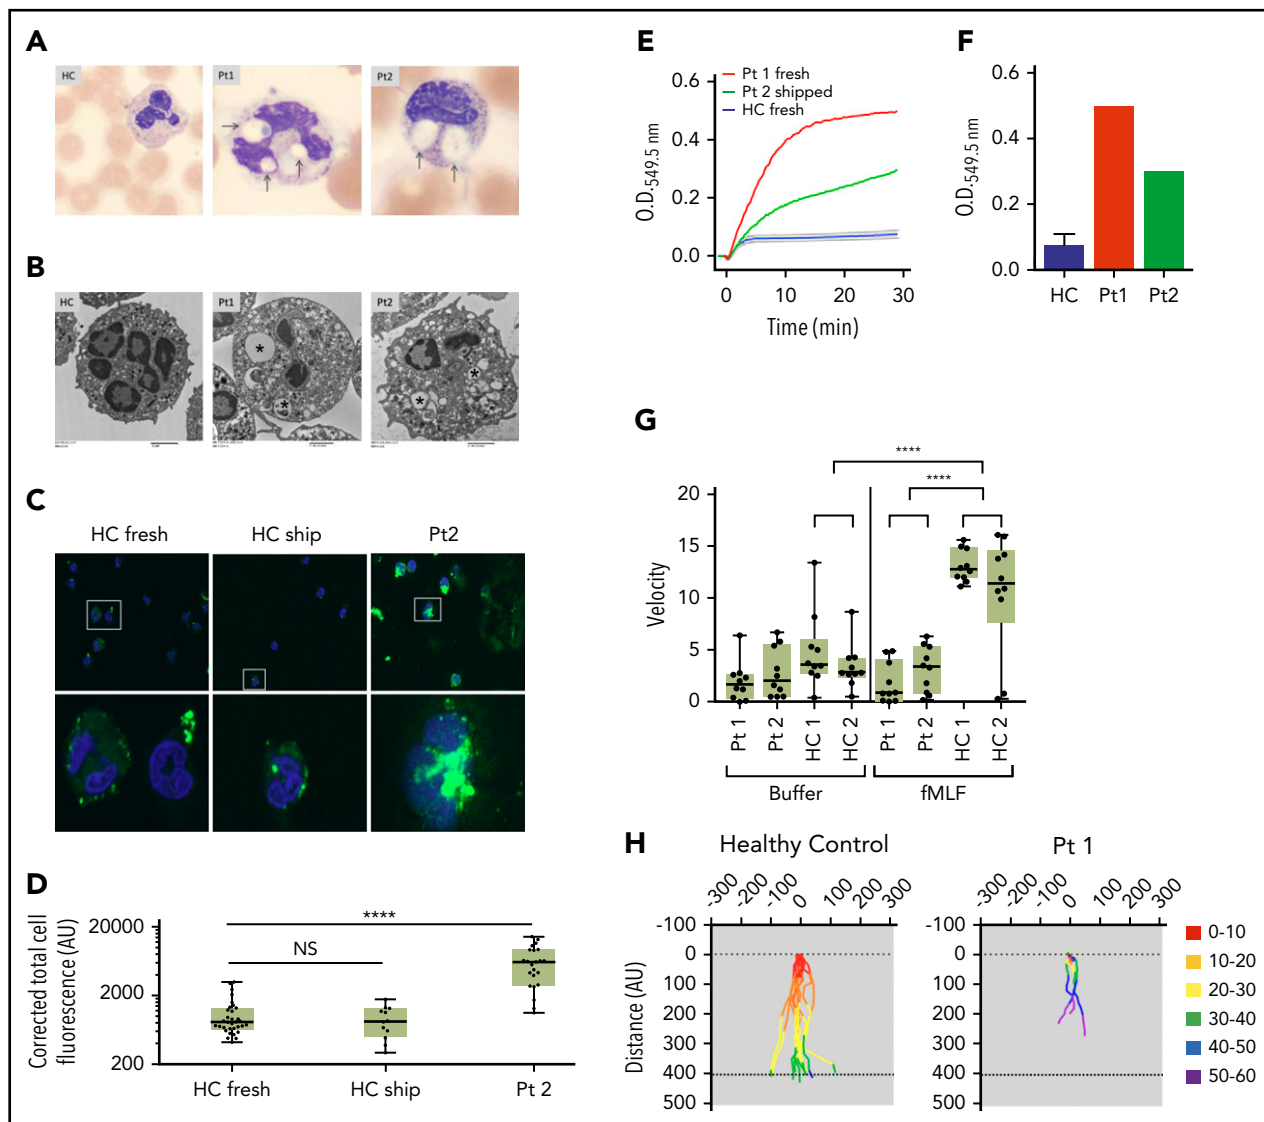 A
HC
Pt1
Pt2
B
HC
Pt1
Pt2
*
*
*
*
C
HC fresh
HC ship
Pt2
D
Corrected total cell
fluorescence (AU)
20000
2000
200
****
NS
HC fresh
HC ship
Pt 2
E
O.D.549.5 nm
0.6
0.4
0.2
0.0
Pt 1 fresh
Pt 2 shipped
HC fresh
0
10
20
30
Time (min)
F
O.D.549.5 nm
0.6
0.4
0.2
0.0
HC
Pt1
Pt2
G
****
****
Velocity
20
15
10
5
0
Pt 1
Pt 2
HC 1
HC 2
Pt 1
Pt 2
HC 1
HC 2
Buffer
fMLF
H
Healthy Control
-300
-200
-100
0
100
200
300
Distance (AU)
-100
0
100
200
300
400
500
Pt 1
-300
-200
-100
0
100
200
300
-100
0
100
200
300
400
500
0-10
10-20
20-30
30-40
40-50
50-60